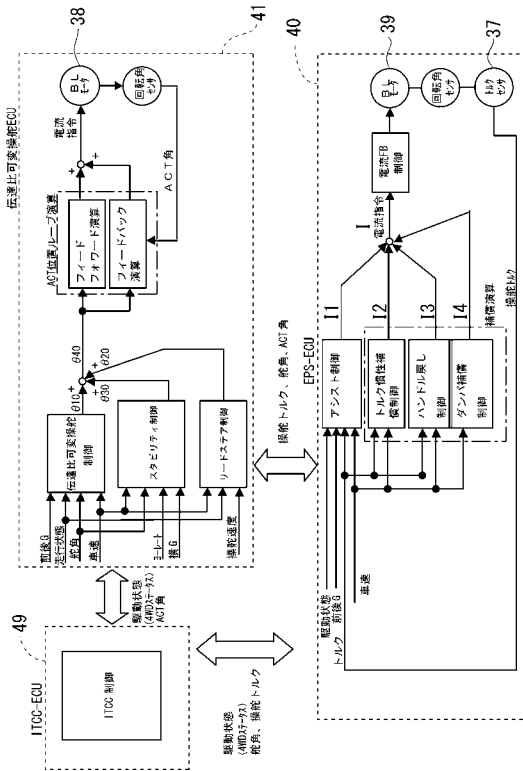 49
ITCC-ECU
ITCC 制御
駆動状態
(4WDステータス)
ACT角
駆動状態
(4WDステータス)
舵角、操舵トルク
伝達比可変操舵ECU
41
前後G
走行状態
舵角
車速
ヨーレート
横G
操舵速度
伝達比可変操舵
制御
スタビリティ制御
リードステア制御
θ10
+
θ30
+
θ20
+
θ40
ACT位置ループ演算
フィード
フォワード演算
フィードバック
演算
+
+
電流
指令
ACT角
BL
モータ
38
回転角
センサ
操舵トルク、舵角、ACT角
EPS-ECU
40
駆動状態
前後G
トルク
車速
アシスト制御
トルク慣性補
償制御
ハンドル戻し
制御
ダンパ補償
制御
補償演算
I1
I2
I3
I4
I
電流指令
電流FB
制御
BL
モータ
39
回転角
センサ
トルク
センサ
37
操舵トルク